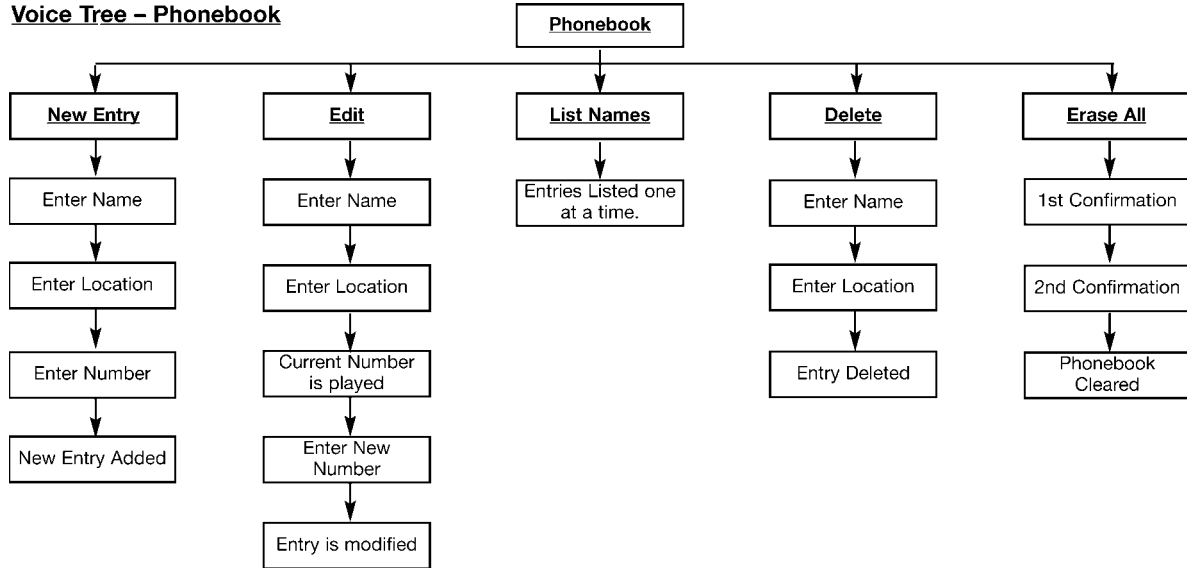 Voice Tree – Phonebook
Phonebook
New Entry
Edit
List Names
Delete
Erase All
Enter Name
Enter Name
Entries Listed one
at a time.
Enter Name
1st Confirmation
Enter Location
Enter Location
Enter Location
2nd Confirmation
Enter Number
Current Number
is played
Entry Deleted
Phonebook
Cleared
New Entry Added
Enter New
Number
Entry is modified